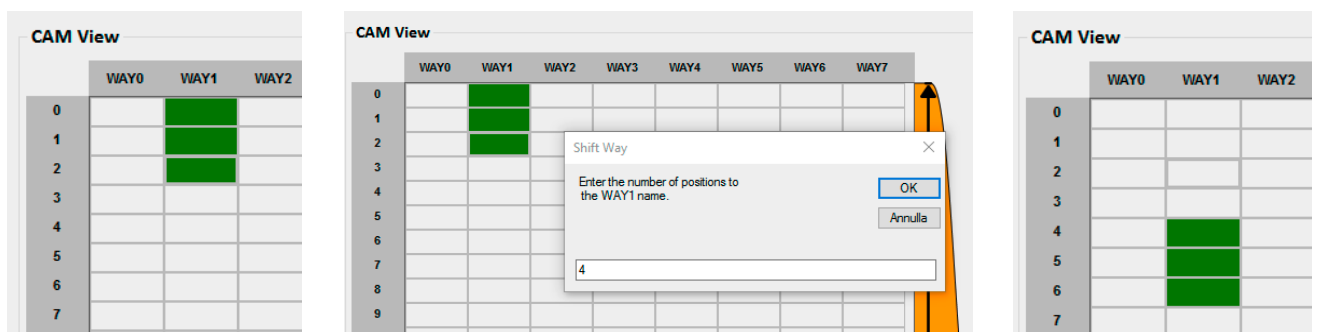 CAM View
WAY0 WAY1 WAY2
0
1
2
3
4
5
6
7
CAM View
WAY0 WAY1 WAY2 WAY3 WAY4 WAY5 WAY6 WAY7
0
1
2
3
4
5
6
7
8
9
Shift Way
Enter the number of positions to
the WAY1 name.
OK
Annulla
4
CAM View
WAY0 WAY1 WAY2
0
1
2
3
4
5
6
7